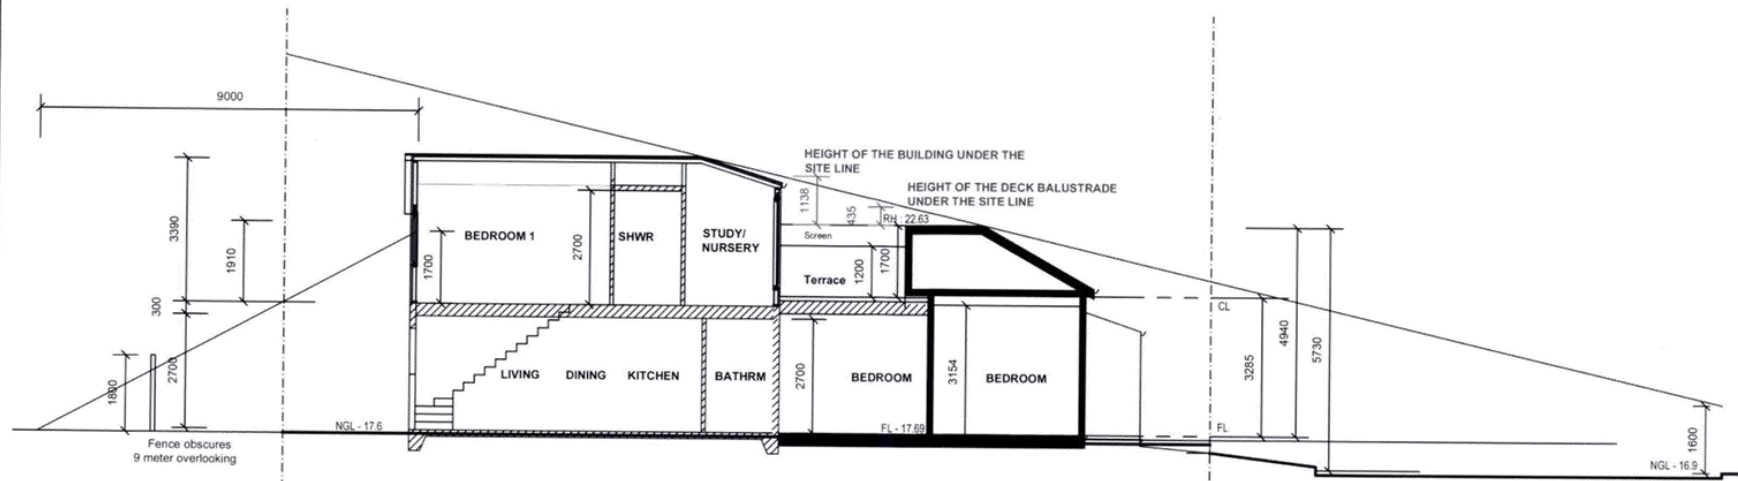 9000
HEIGHT OF THE BUILDING UNDER THE
SITE LINE
HEIGHT OF THE DECK BALUSTRADE
UNDER THE SITE LINE
1138
435
RH : 22.63
3390
1910
1700
BEDROOM 1
2700
SHWR
STUDY/
NURSERY
Screen
Terrace
1200
1700
300
CL
4940
5730
3285
1800
2700
LIVING
DINING
KITCHEN
BATHRM
2700
BEDROOM
3154
BEDROOM
NGL - 17.6
FL - 17.69
FL
1600
NGL - 16.9
Fence obscures
9 meter overlooking